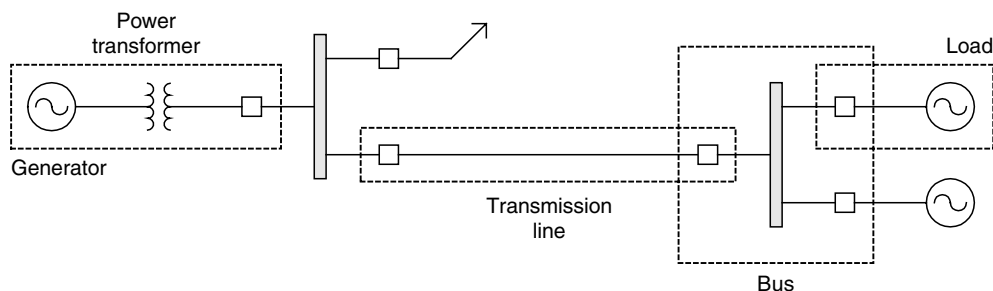 Power
transformer
Load
Generator
Transmission
line
Bus